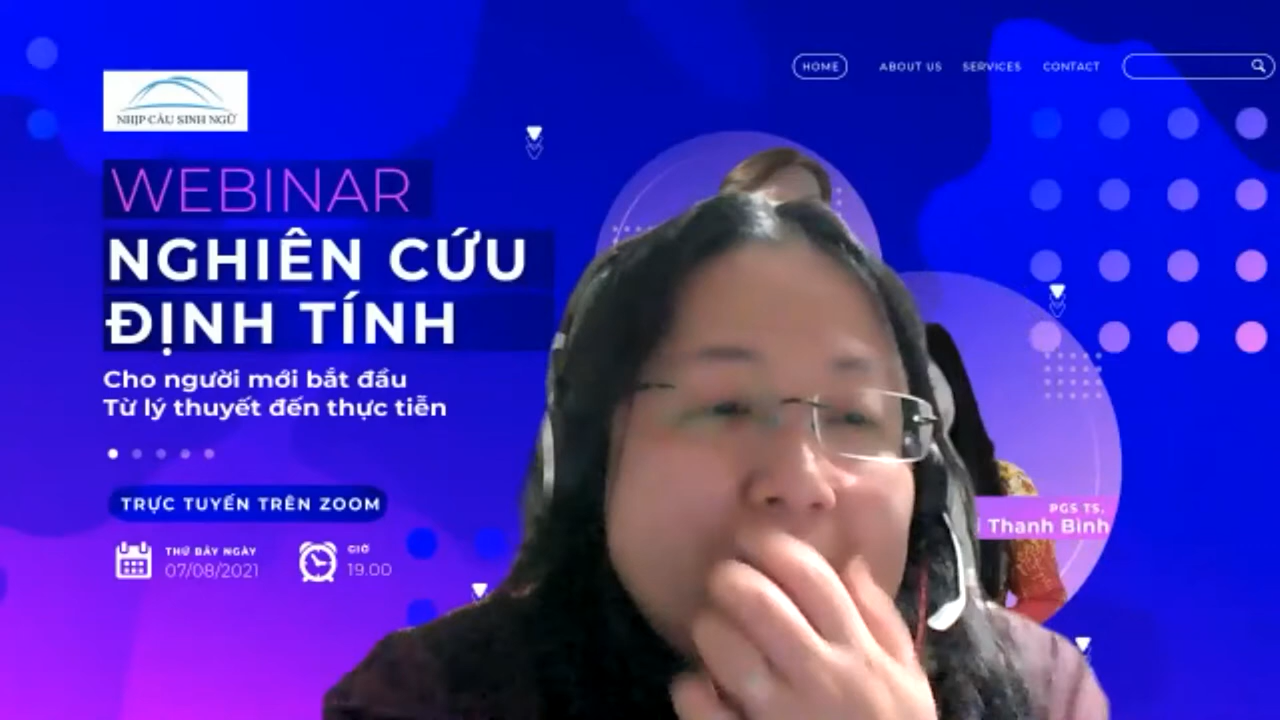 HOME ABOUT US SERVICES CONTACT
NHỊP CẦU SINH NGỮ
WEBINAR
NGHIÊN CỨU
ĐỊNH TÍNH
Cho người mới bắt đầu
Từ lý thuyết đến thực tiễn
TRỰC TUYẾN TRÊN ZOOM
THỨ BẢY NGÀY
07/08/2021
GIỜ
19.00
PGS TS.
Thanh Bình